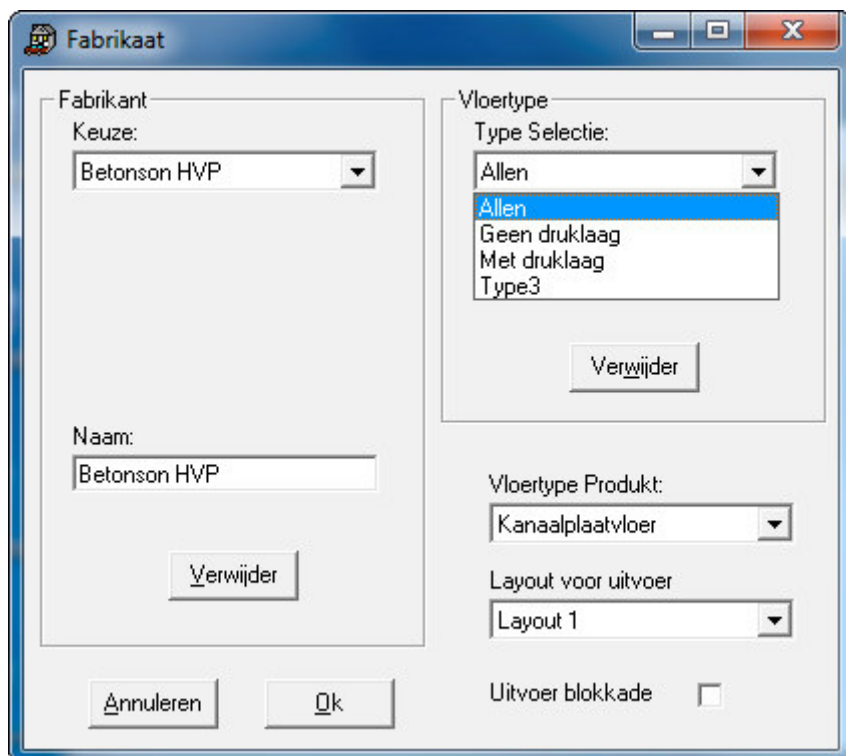 Fabrikaat
Fabrikant
Keuze:
Betonson HVP
Naam:
Betonson HVP
Verwijder
Vloertype
Type Selectie:
Allen
Allen
Geen druklaag
Met druklaag
Type3
Verwijder
Vloertype Produkt:
Kanaalplaatvloer
Layout voor uitvoer
Layout 1
Uitvoer blokkade
Annuleren
Ok